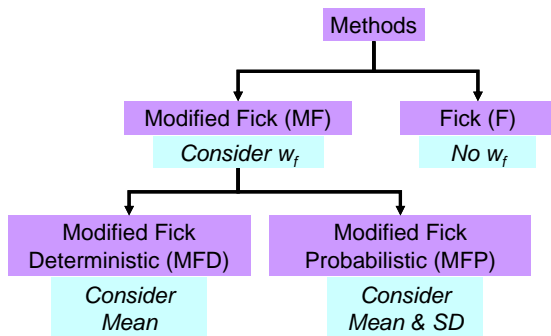 Methods
Modified Fick (MF)
Fick (F)
Consider w_f
No w_f
Modified Fick
Deterministic (MFD)
Modified Fick
Probabilistic (MFP)
Consider
Mean
Consider
Mean & SD